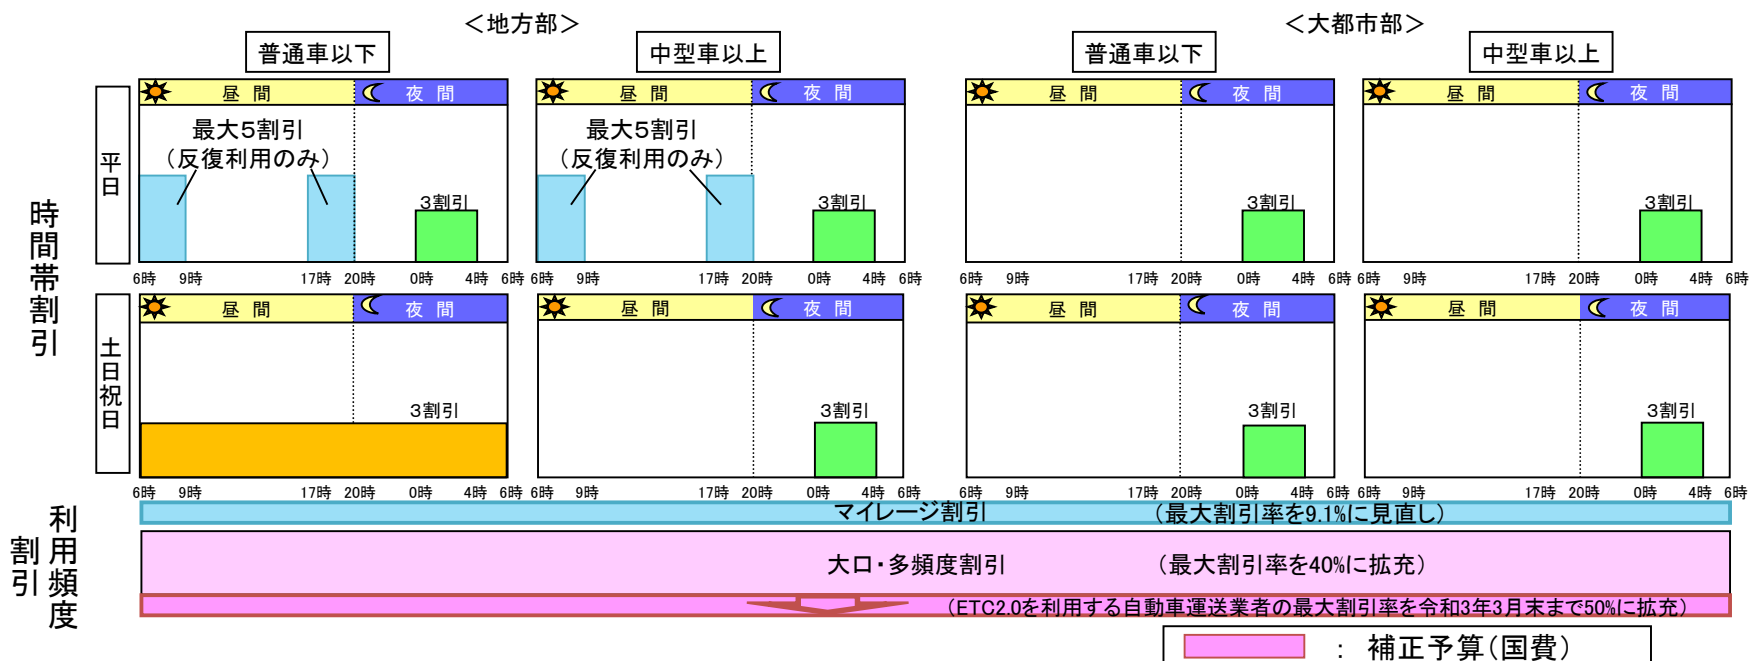 <地方部>
<大都市部>
普通車以下
中型車以上
普通車以下
中型車以上
時間帯割引
平日
昼間 夜間
最大5割引
(反復利用のみ)
3割引
6時 9時 17時 20時 0時 4時 6時
昼間 夜間
最大5割引
(反復利用のみ)
3割引
6時 9時 17時 20時 0時 4時 6時
昼間 夜間
3割引
6時 9時 17時 20時 0時 4時 6時
昼間 夜間
3割引
6時 9時 17時 20時 0時 4時 6時
土日祝日
昼間 夜間
3割引
6時 9時 17時 20時 0時 4時 6時
昼間 夜間
3割引
6時 9時 17時 20時 0時 4時 6時
昼間 夜間
3割引
6時 9時 17時 20時 0時 4時 6時
昼間 夜間
3割引
6時 9時 17時 20時 0時 4時 6時
利用頻度
割引
マイレージ割引 (最大割引率を9.1%に見直し)
大口・多頻度割引 (最大割引率を40%に拡充)
(ETC2.0を利用する自動車運送業者の最大割引率を令和3年3月末まで50%に拡充)
: 補正予算(国費)